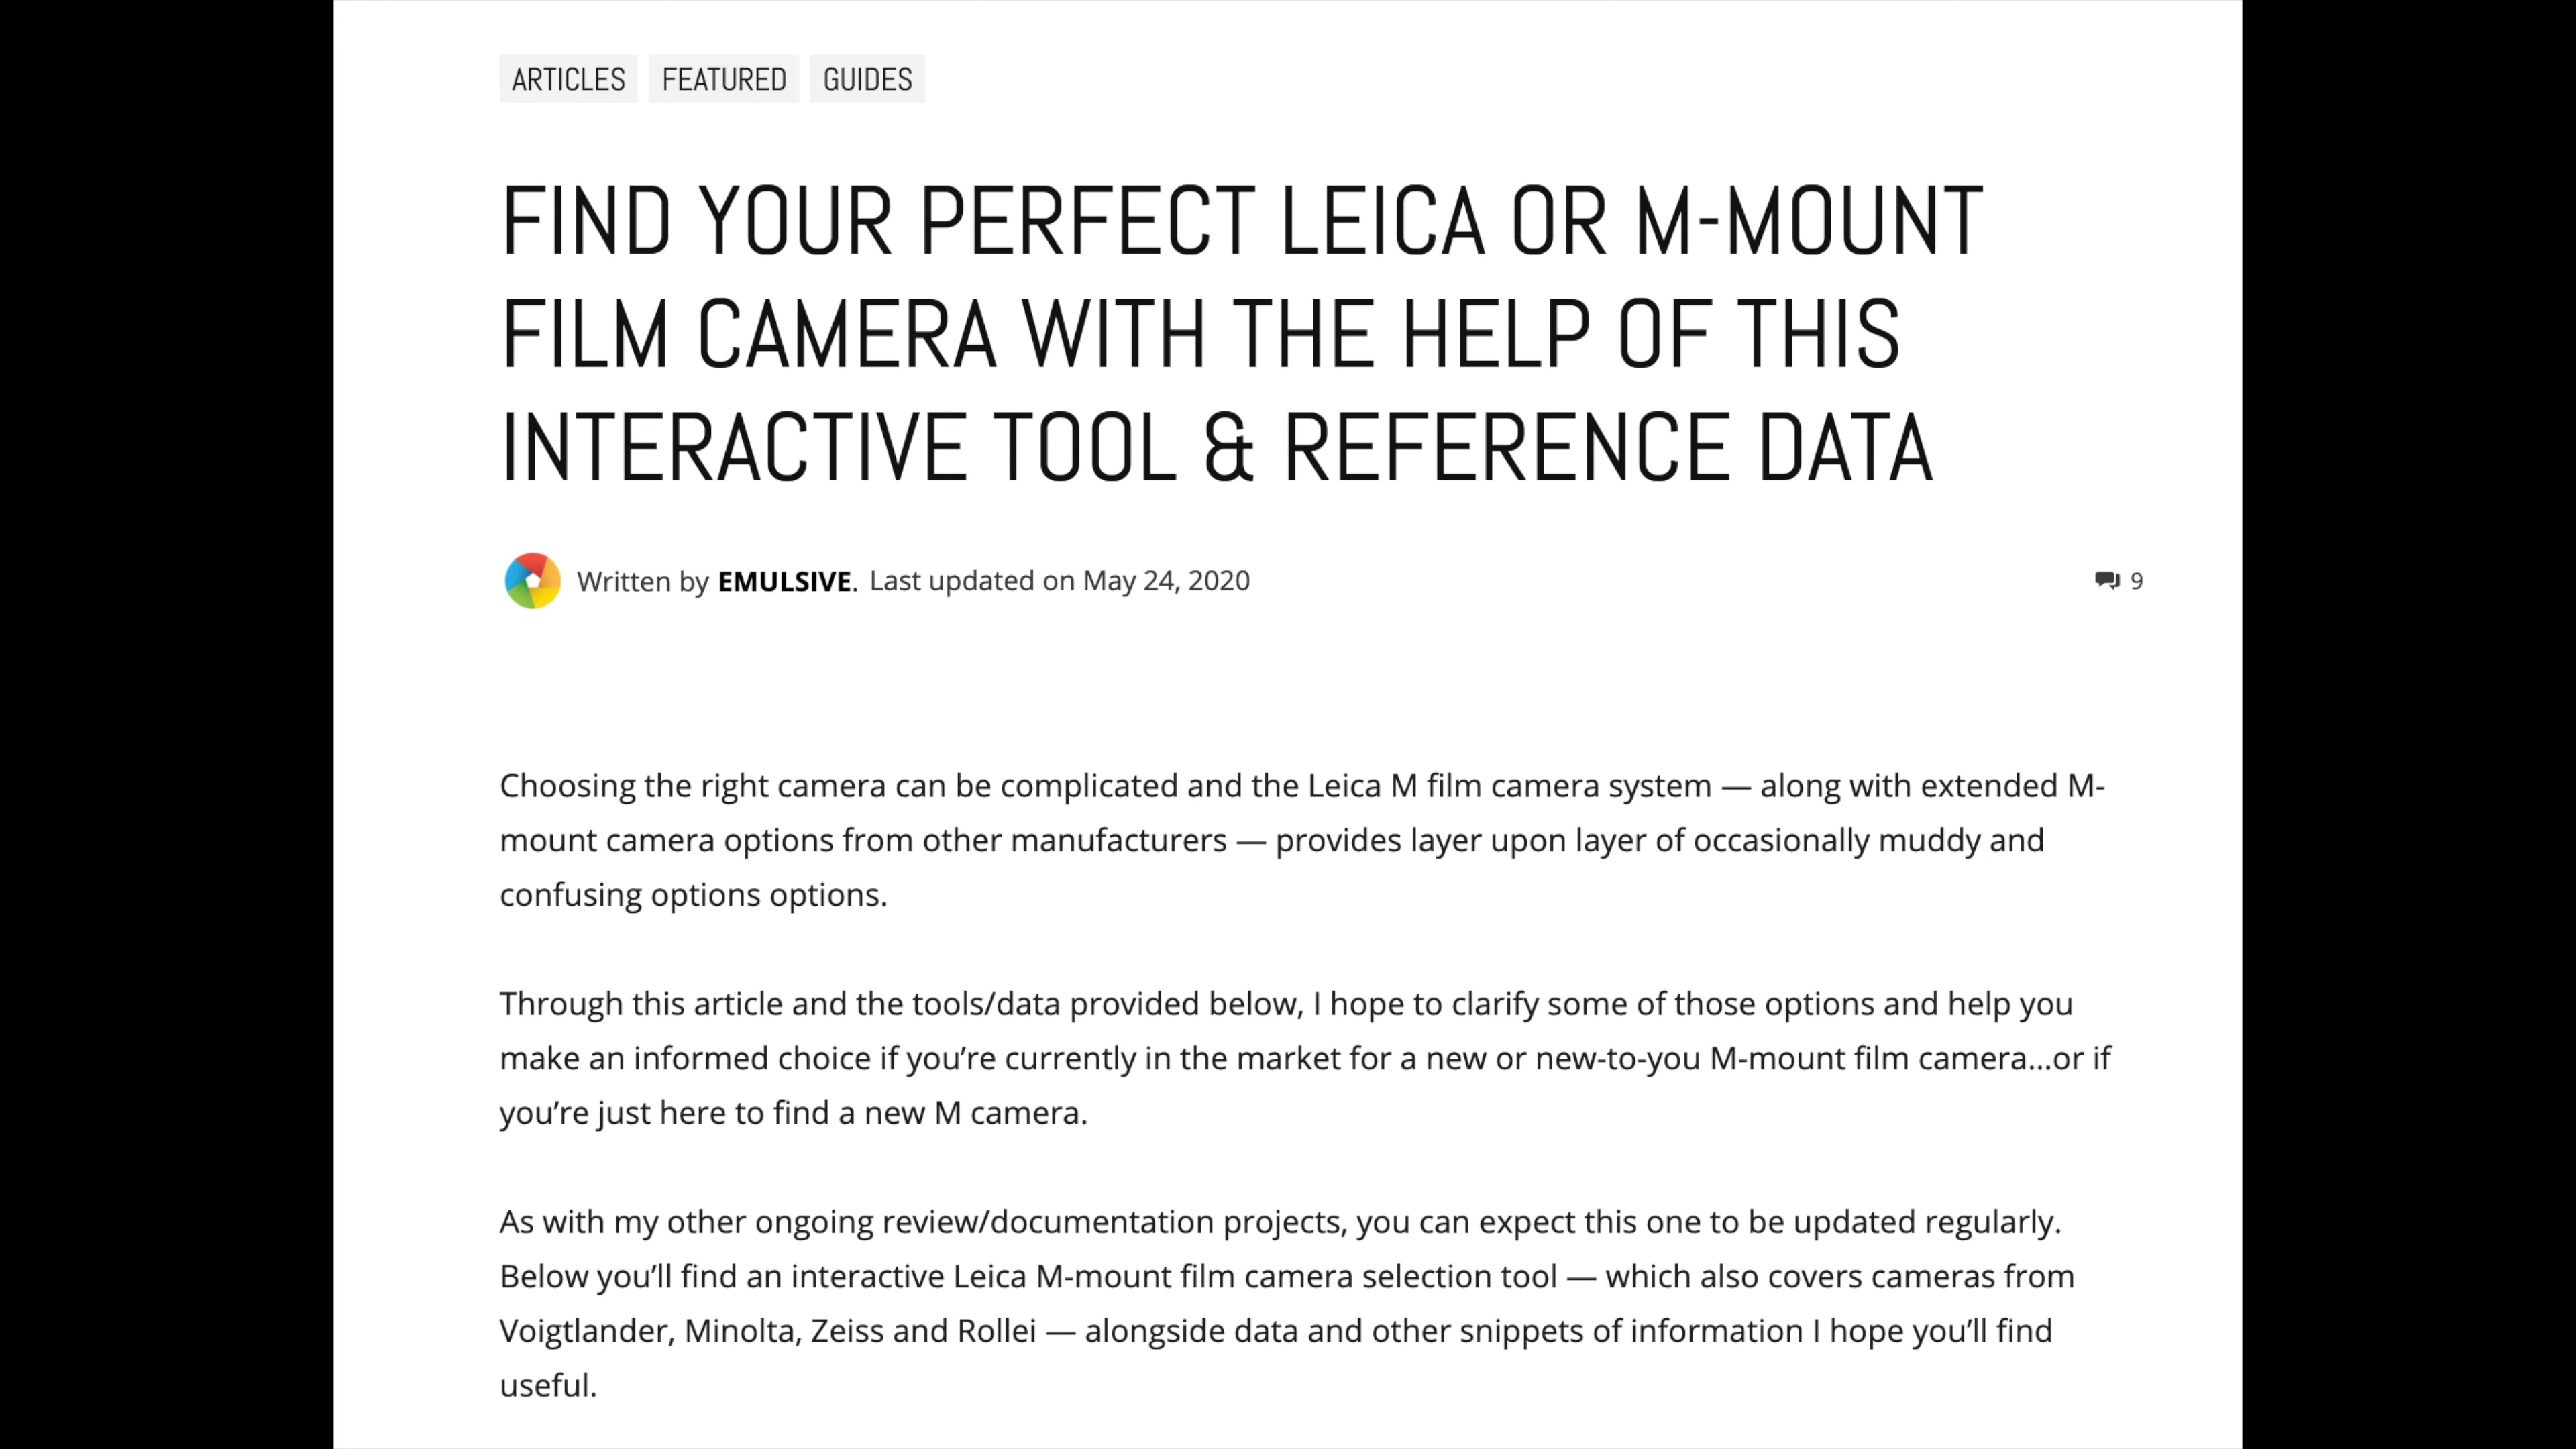 ARTICLES FEATURED GUIDES
FIND YOUR PERFECT LEICA OR M-MOUNT
FILM CAMERA WITH THE HELP OF THIS
INTERACTIVE TOOL & REFERENCE DATA
Written by EMULSIVE. Last updated on May 24, 2020 9
Choosing the right camera can be complicated and the Leica M film camera system — along with extended M-
mount camera options from other manufacturers — provides layer upon layer of occasionally muddy and
confusing options options.
Through this article and the tools/data provided below, I hope to clarify some of those options and help you
make an informed choice if you’re currently in the market for a new or new-to-you M-mount film camera…or if
you’re just here to find a new M camera.
As with my other ongoing review/documentation projects, you can expect this one to be updated regularly.
Below you’ll find an interactive Leica M-mount film camera selection tool — which also covers cameras from
Voigtlander, Minolta, Zeiss and Rollei — alongside data and other snippets of information I hope you’ll find
useful.